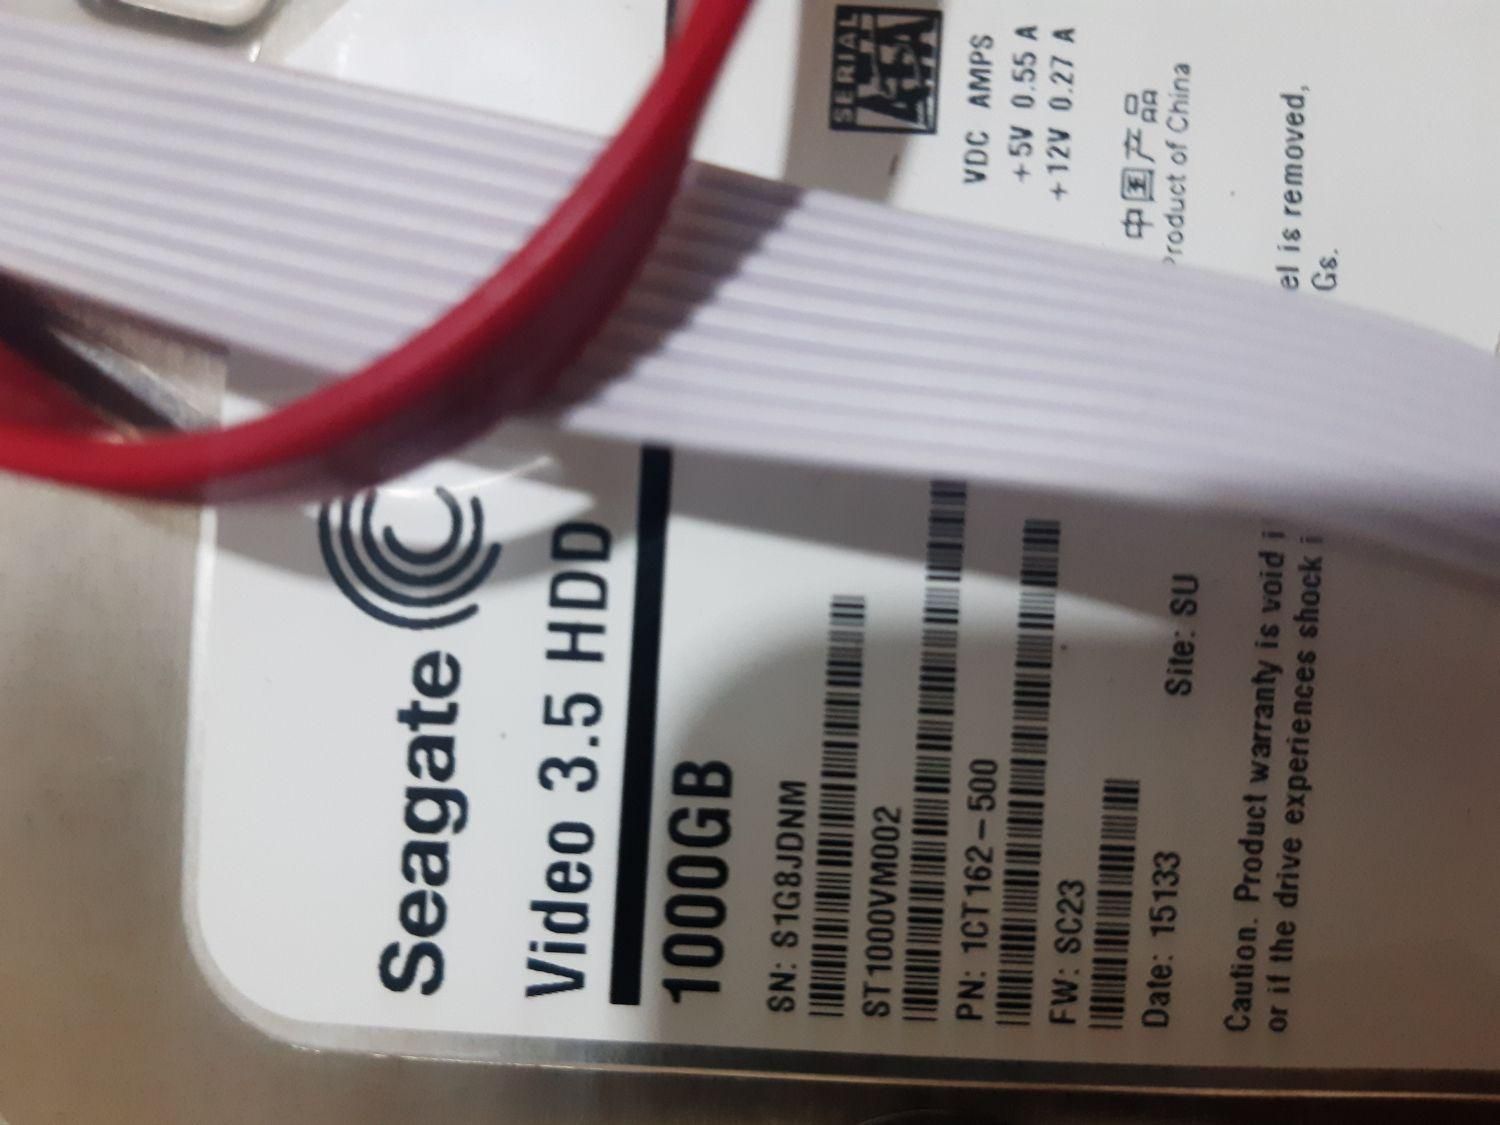 Seagate
Video 3.5 HDD
1000GB
SN: S1G8JDNM
ST1000VM002
PN: 1CT162-500
FW: SC23
Date: 15133 Site: SU
Caution. Product warranty is void
or if the drive experiences shock
SERIAL
ATA
VDC AMPS
+5V 0.55 A
+12V 0.27 A
中国产品
Product of China
is removed,
Gs.